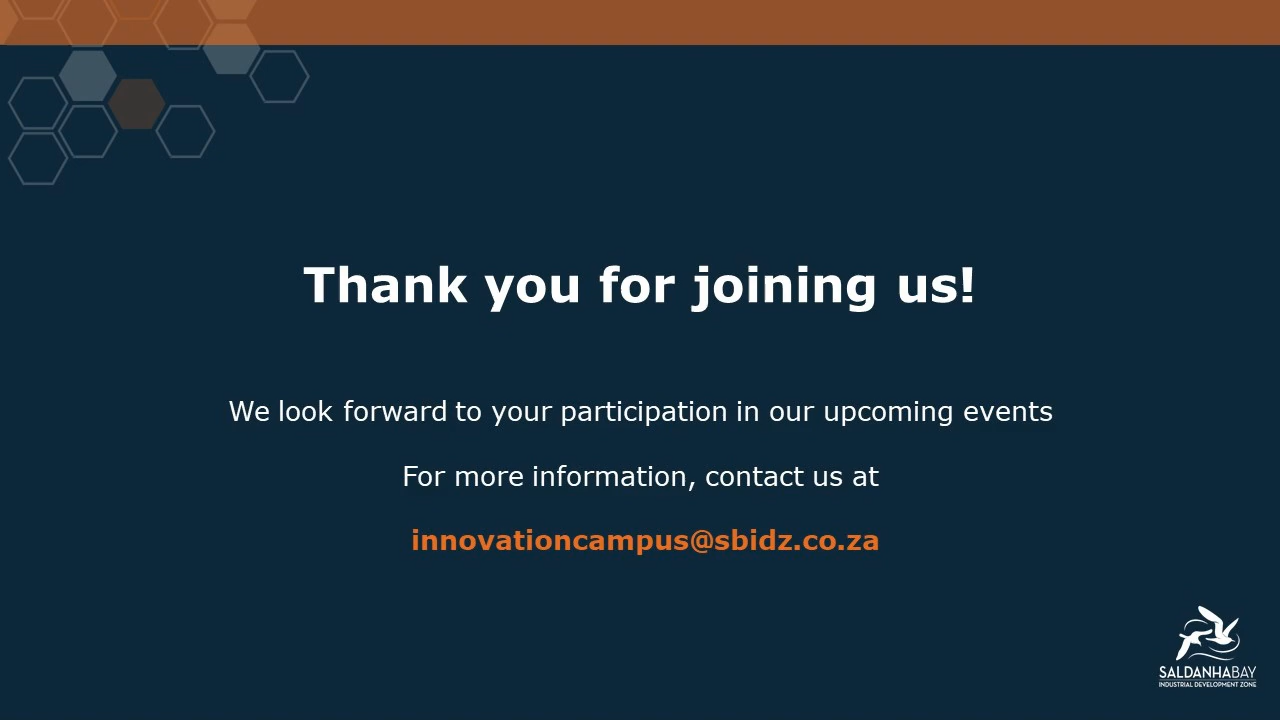 Thank you for joining us!
We look forward to your participation in our upcoming events
For more information, contact us at
innovationcampus@sbidz.co.za
SALDANHABAY
INDUSTRIAL DEVELOPMENT ZONE